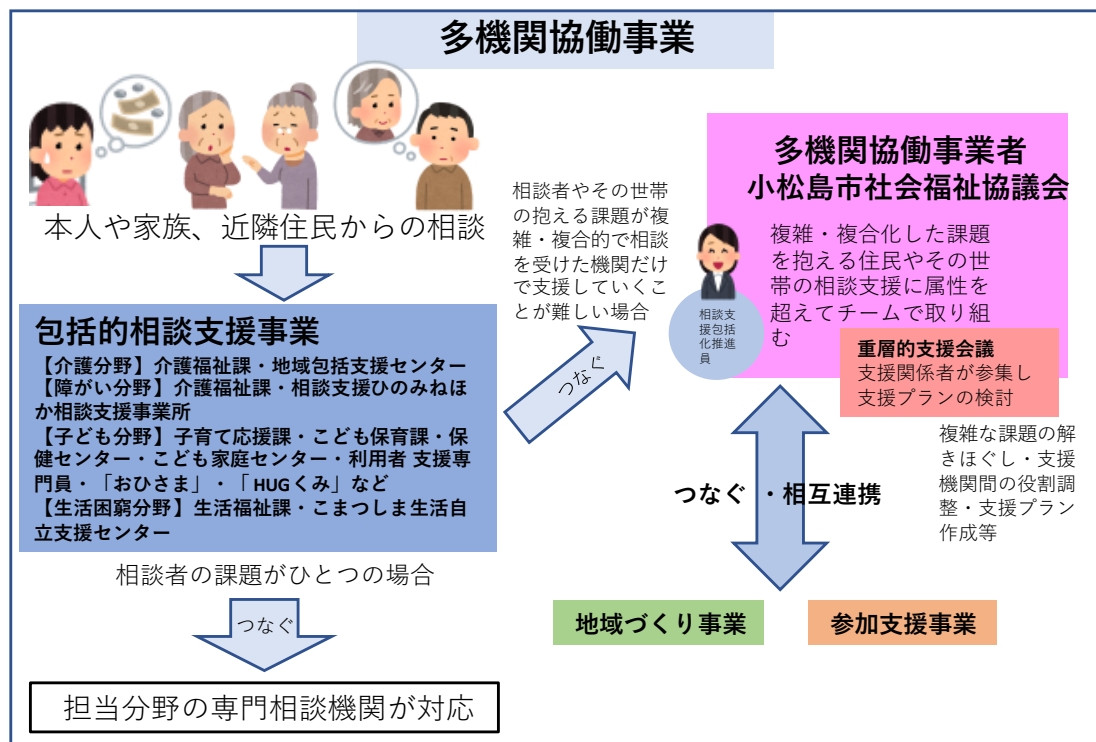 多機関協働事業
本人や家族、近隣住民からの相談
包括的相談支援事業
【介護分野】介護福祉課・地域包括支援センター
【障がい分野】介護福祉課・相談支援ひのみねほ
か相談支援事業所
【子ども分野】子育て応援課・こども保育課・保
健センター・こども家庭センター・利用者 支援専
門員・「おひさま」・「 HUGくみ」など
【生活困窮分野】生活福祉課・こまつしま生活自
立支援センター
相談者の課題がひとつの場合
つなぐ
担当分野の専門相談機関が対応
相談者やその世帯
の抱える課題が複
雑・複合的で相談
を受けた機関だけ
で支援していくこ
とが難しい場合
つなぐ
多機関協働事業者
小松島市社会福祉協議会
複雑・複合化した課題
を抱える住民やその世
帯の相談支援に属性を
超えてチームで取り組
む
相談支
援包括
化推進
員
重層的支援会議
支援関係者が参集し
支援プランの検討
複雑な課題の解
きほぐし・支援
機関間の役割調
整・支援プラン
作成等
つなぐ ・相互連携
地域づくり事業
参加支援事業